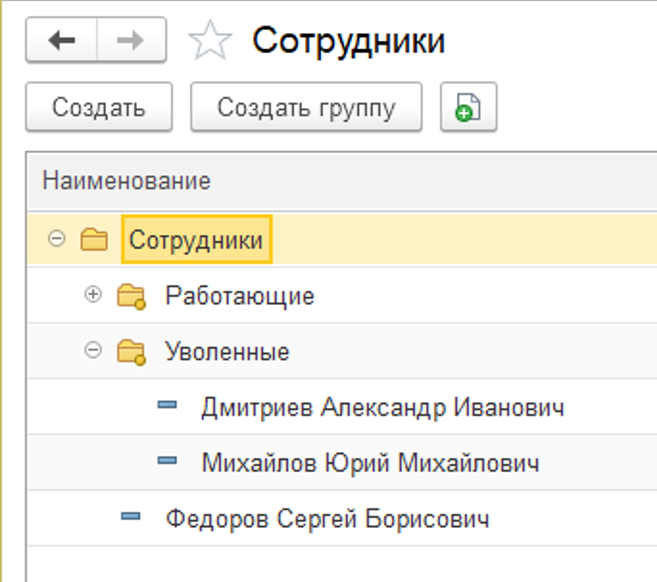 Сотрудники
Создать Создать группу
Наименование
Сотрудники
Работающие
Уволенные
Дмитриев Александр Иванович
Михайлов Юрий Михайлович
Федоров Сергей Борисович